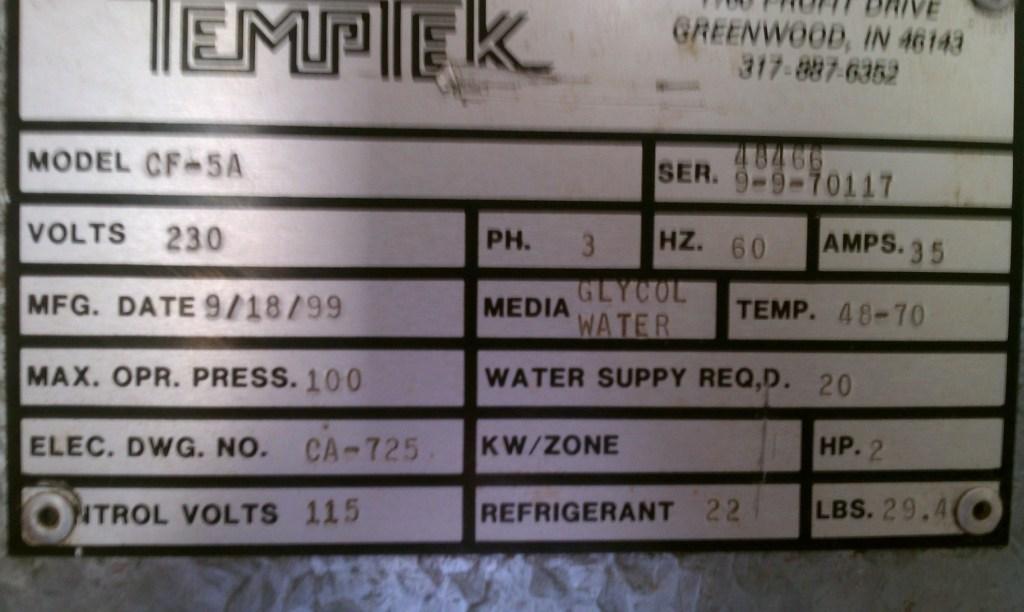 TEMPTEK
PROFIT DRIVE
GREENWOOD, IN 46143
317-887-6352
MODEL CF-5A
SER. 48466
9-9-70117
VOLTS 230
PH. 3
HZ. 60
AMPS. 35
MFG. DATE 9/18/99
MEDIA GLYCOL
WATER
TEMP. 48-70
MAX. OPR. PRESS. 100
WATER SUPPY REQ,D. 20
ELEC. DWG. NO. CA-725
KW/ZONE
HP. 2
NTROL VOLTS 115
REFRIGERANT 22
LBS. 29.4